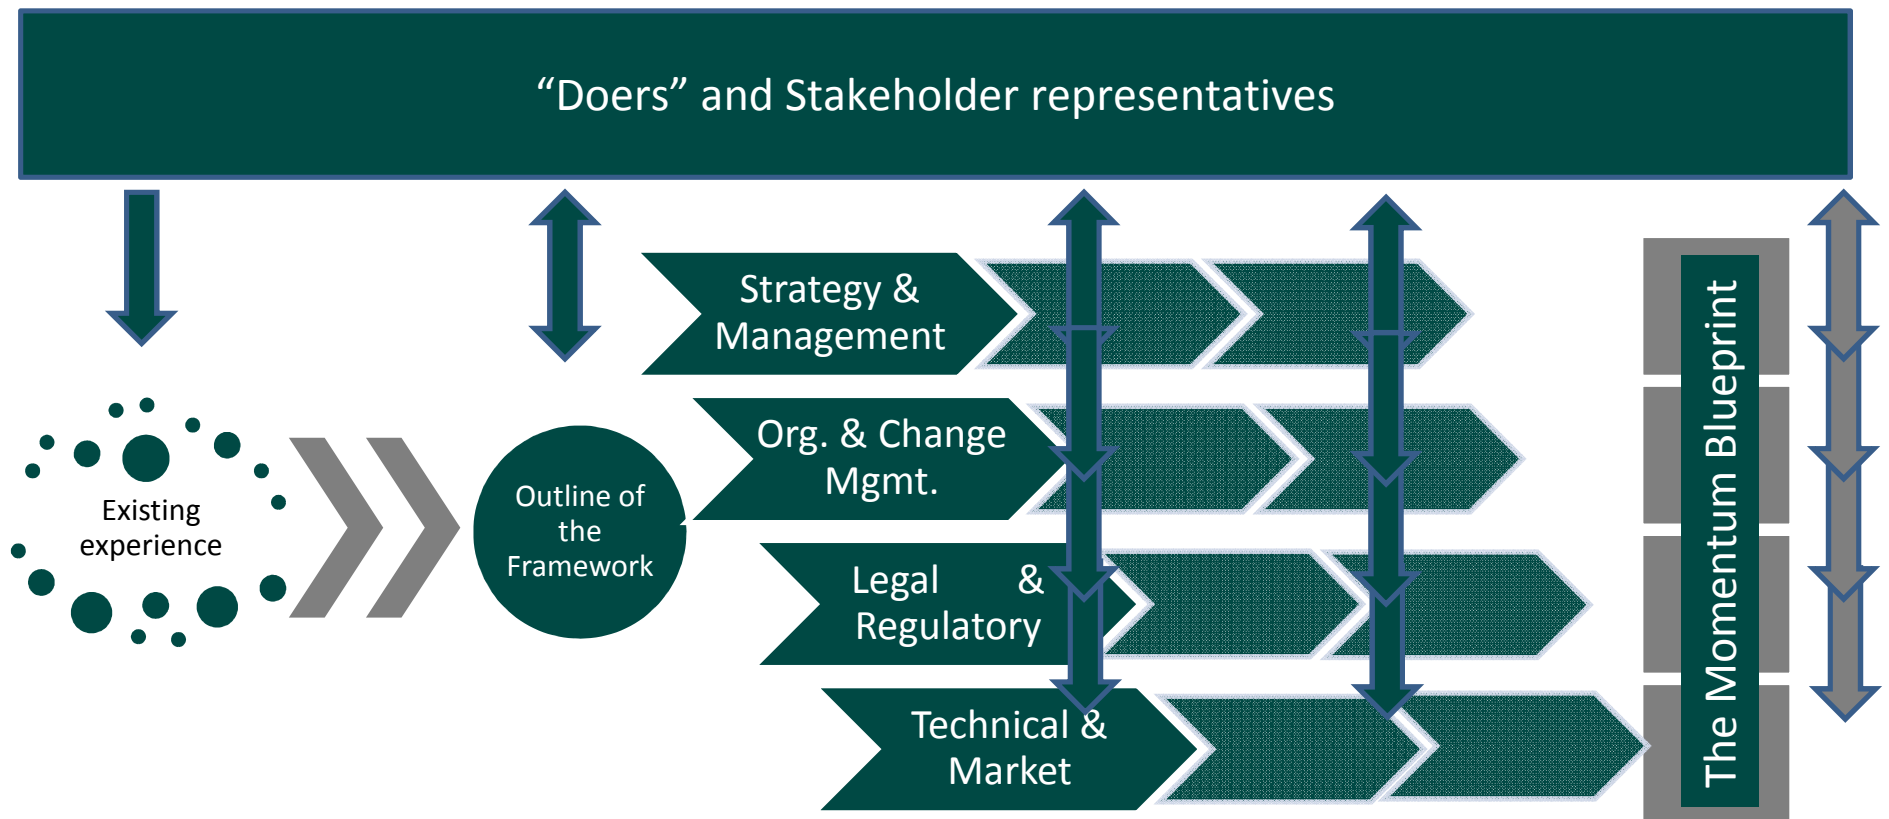 “Doers” and Stakeholder representatives
Strategy &
Management
Org. & Change
Mgmt.
Existing
experience
Outline of
the
Framework
Legal &
Regulatory
Technical &
Market
The Momentum Blueprint